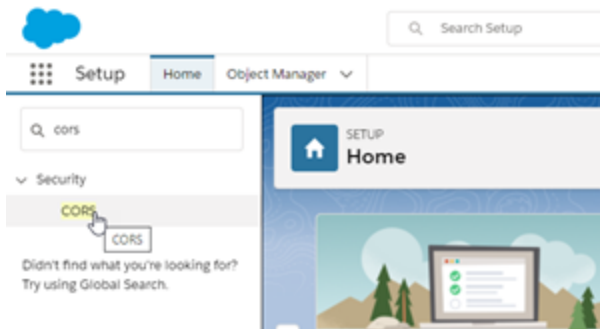 Search Setup
Setup
Home
Object Manager
cors
Security
CORS
CORS
Didn't find what you're looking for?
Try using Global Search.
SETUP
Home